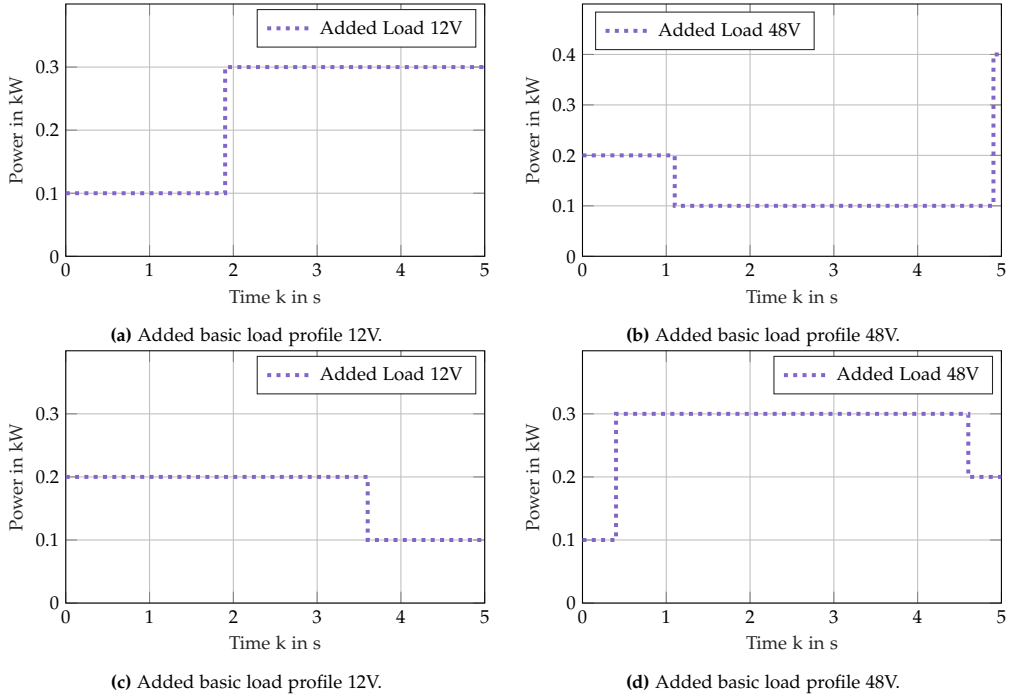 Added Load 12V
0.3
0.2
0.1
0
Power in kW
0 1 2 3 4 5
Time k in s
(a) Added basic load profile 12V.
Added Load 48V
0.4
0.2
0.1
0
Power in kW
0 1 2 3 4 5
Time k in s
(b) Added basic load profile 48V.
Added Load 12V
0.3
0.2
0.1
0
Power in kW
0 1 2 3 4 5
Time k in s
(c) Added basic load profile 12V.
Added Load 48V
0.3
0.2
0.1
0
Power in kW
0 1 2 3 4 5
Time k in s
(d) Added basic load profile 48V.